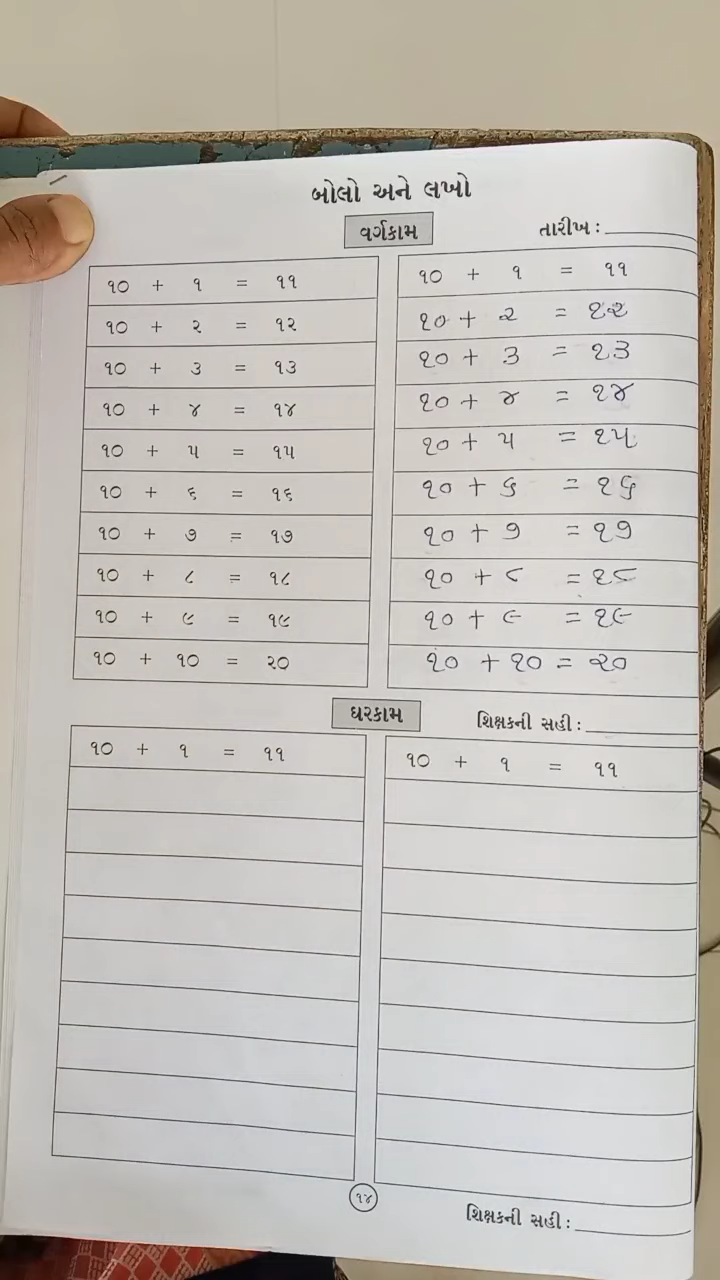 બોલો અને લખો
વર્ગકામ
તારીખ :
૧૦ + ૧ = ૧૧
૧૦ + ૨ = ૧૨
૧૦ + ૩ = ૧૩
૧૦ + ૪ = ૧૪
૧૦ + ૫ = ૧૫
૧૦ + ૬ = ૧૬
૧૦ + ૭ = ૧૭
૧૦ + ૮ = ૧૮
૧૦ + ૯ = ૧૯
૧૦ + ૧૦ = ૨૦
૧૦ + ૧ = ૧૧
૧૦ + ૨ = ૧૨
૧૦ + ૩ = ૧૩
૧૦ + ૪ = ૧૪
૧૦ + ૫ = ૧૫
૧૦ + ૬ = ૧૬
૧૦ + ૭ = ૧૭
૧૦ + ૮ = ૧૮
૧૦ + ૯ = ૧૯
૧૦ + ૧૦ = ૨૦
ઘરકામ
શિક્ષકની સહી :
૧૦ + ૧ = ૧૧
૧૦ + ૧ = ૧૧
૧૪
શિક્ષકની સહી :